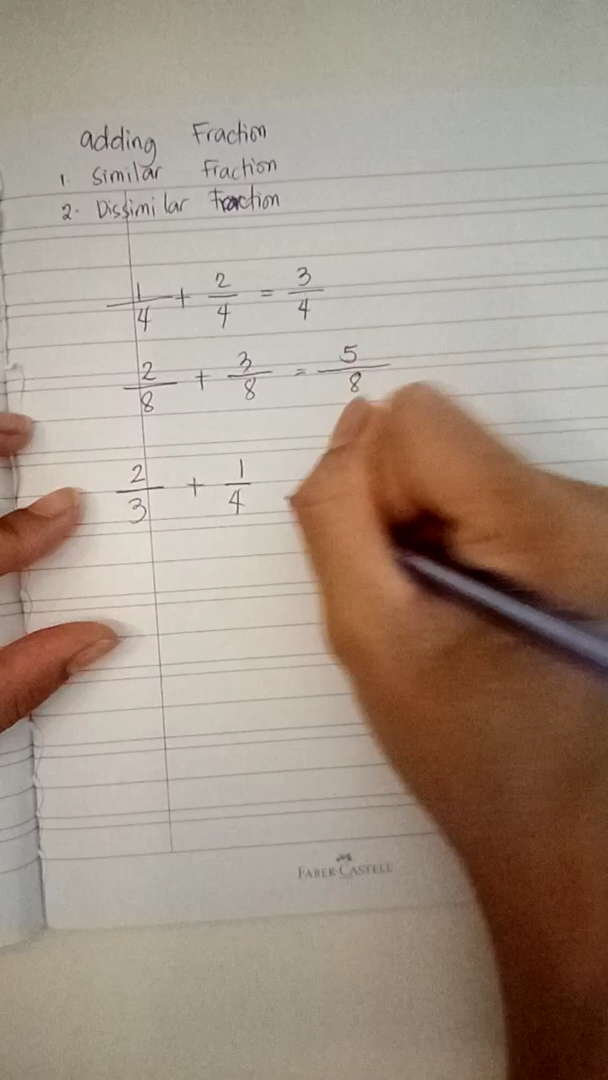 adding Fraction
1. Similar Fraction
2. Dissimilar Fraction
1/4 + 2/4 = 3/4
2/8 + 3/8 = 5/8
2/3 + 1/4
FABER-CASTELL